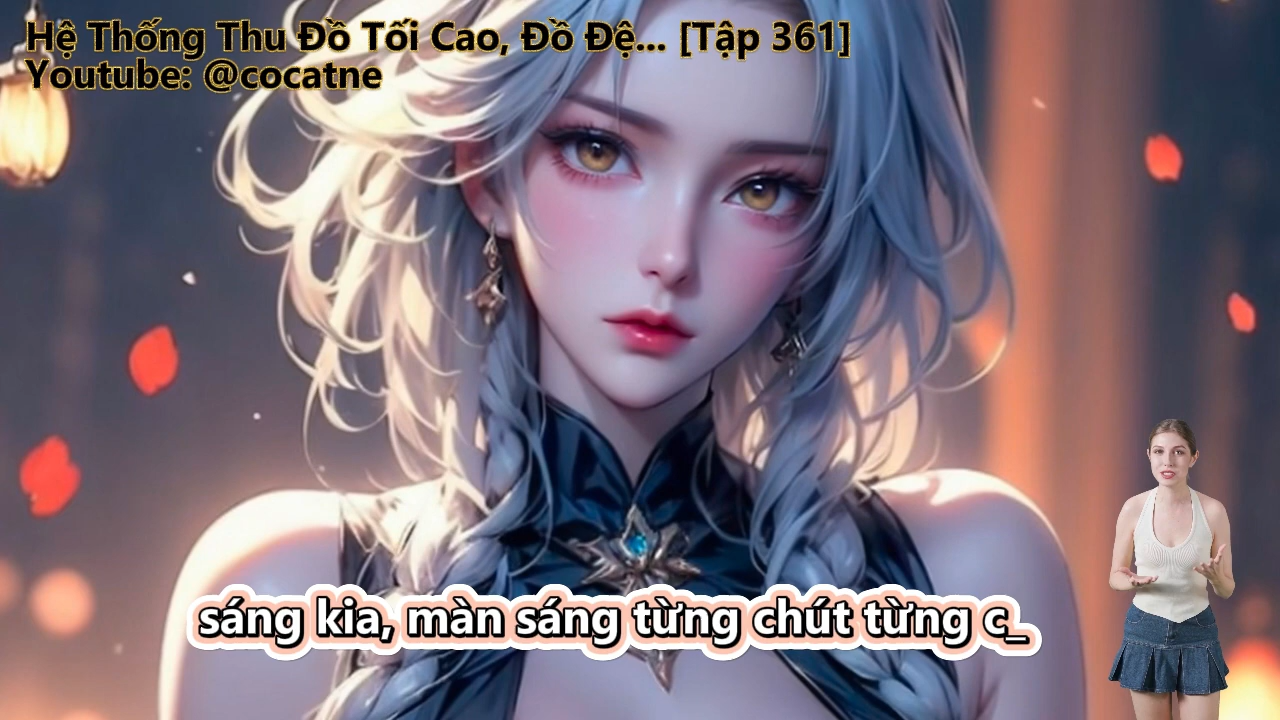 Hệ Thống Thu Đồ Tối Cao, Đồ Đệ... [Tập 361]
Youtube: @cocatne
sáng kia, màn sáng từng chút từng c_